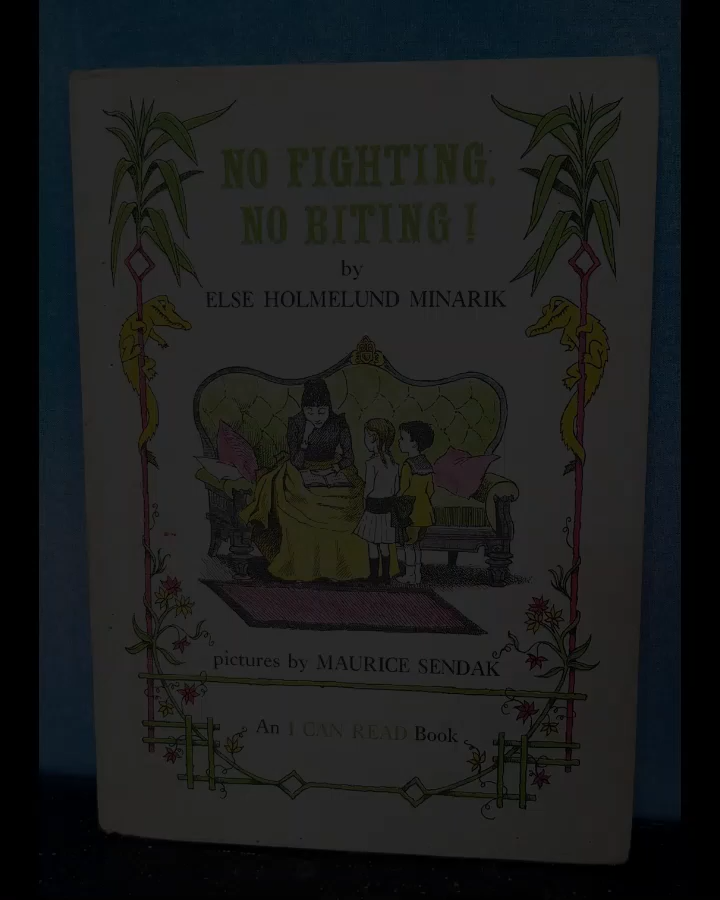 NO FIGHTING,
NO BITING!
by
ELSE HOLMELUND MINARIK
pictures by MAURICE SENDAK
An I CAN READ Book